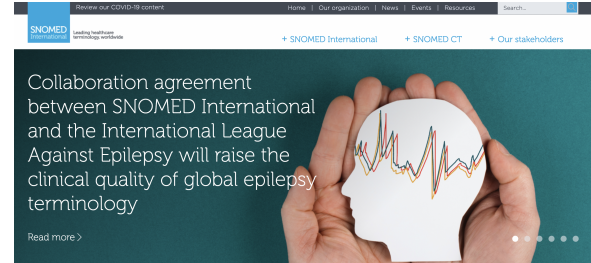 Review our COVID-19 content
Home | Our organization | News | Events | Resources
Search...
SNOMED
International
Leading healthcare
terminology, worldwide
+ SNOMED International + SNOMED CT + Our stakeholders
Collaboration agreement
between SNOMED International
and the International League
Against Epilepsy will raise the
clinical quality of global epilepsy
terminology
Read more >